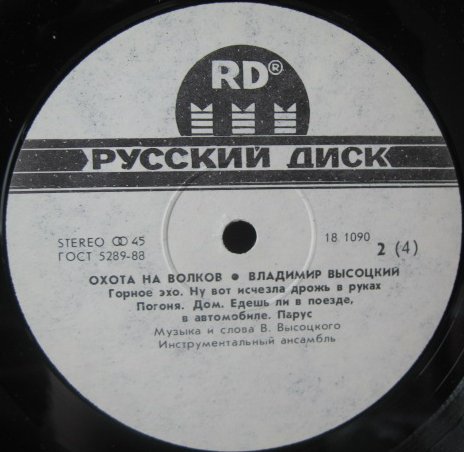 RD®
РУССКИЙ ДИСК
STEREO 45
ГОСТ 5289-88
18 1090
2 (4)
ОХОТА НА ВОЛКОВ ● ВЛАДИМИР ВЫСОЦКИЙ
Горное эхо. Ну вот исчезла дрожь в руках
Погоня. Дом. Едешь ли в поезде,
в автомобиле. Парус
Музыка и слова В. Высоцкого
Инструментальный ансамбль